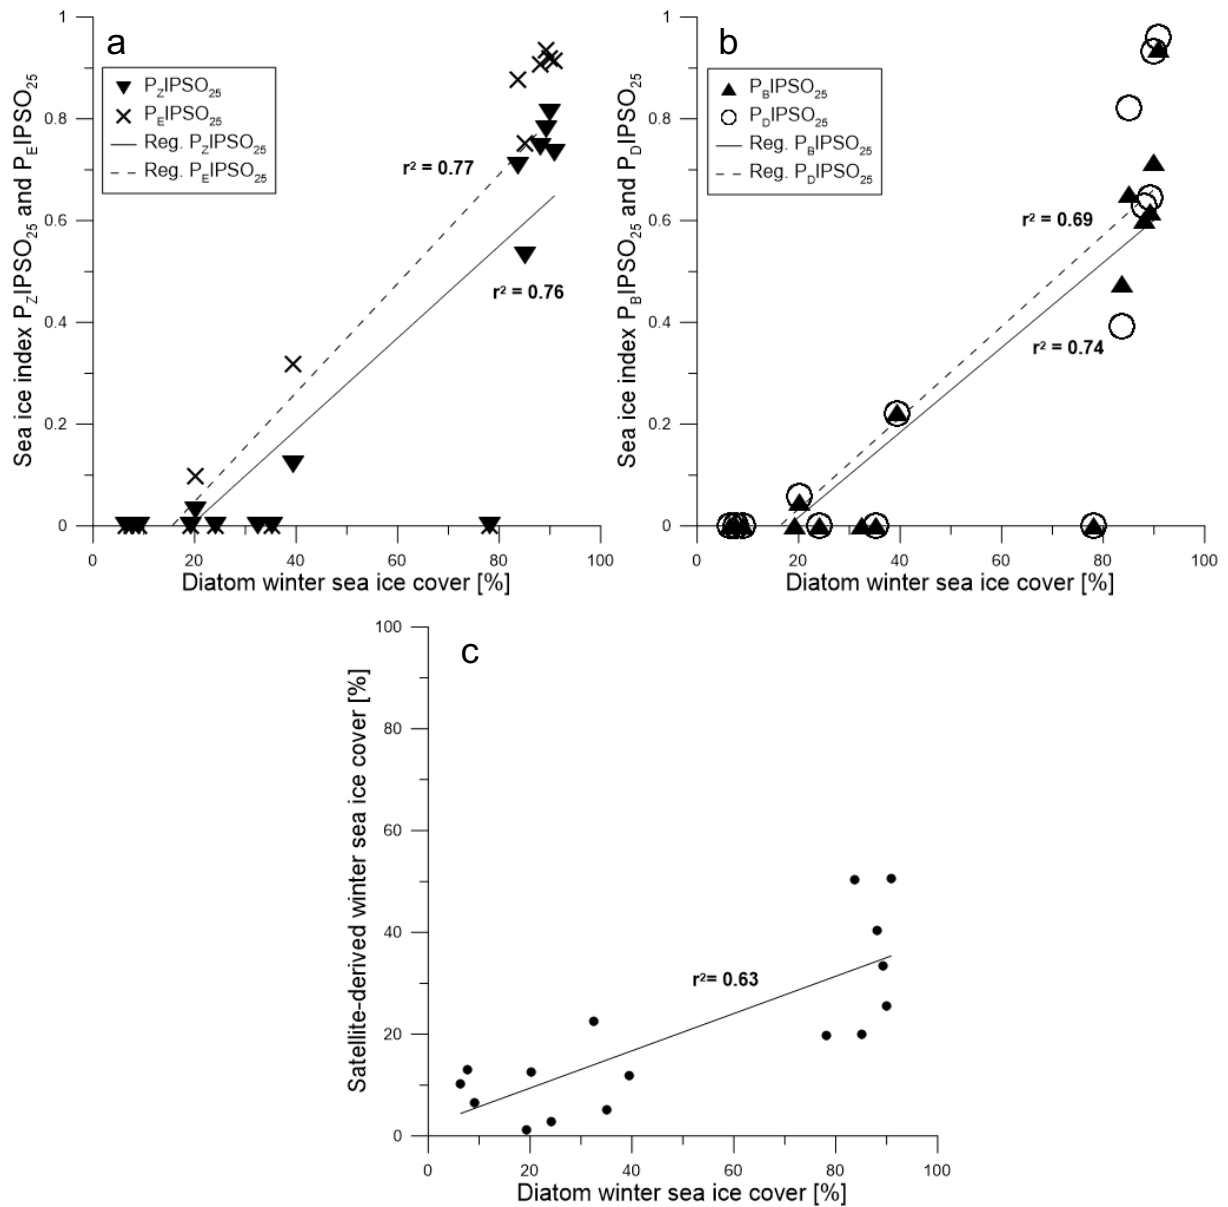 a
1
0.8
0.6
0.4
0.2
0
0
20
40
60
80
100
Sea ice index PZIPSO25 and PEIPSO25
PZIPSO25
PEIPSO25
Reg. PZIPSO25
Reg. PEIPSO25
r² = 0.77
r² = 0.76
Diatom winter sea ice cover [%]
b
1
0.8
0.6
0.4
0.2
0
0
20
40
60
80
100
Sea ice index PBIPSO25 and PDIPSO25
PBIPSO25
PDIPSO25
Reg. PBIPSO25
Reg. PDIPSO25
r² = 0.69
r² = 0.74
Diatom winter sea ice cover [%]
c
100
80
60
40
20
0
0
20
40
60
80
100
Satellite-derived winter sea ice cover [%]
r²= 0.63
Diatom winter sea ice cover [%]